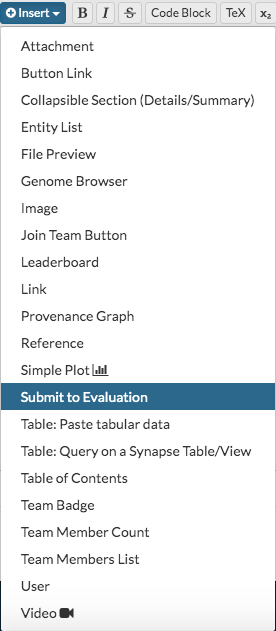 Insert B I S Code Block TeX x₂
Attachment
Button Link
Collapsible Section (Details/Summary)
Entity List
File Preview
Genome Browser
Image
Join Team Button
Leaderboard
Link
Provenance Graph
Reference
Simple Plot
Submit to Evaluation
Table: Paste tabular data
Table: Query on a Synapse Table/View
Table of Contents
Team Badge
Team Member Count
Team Members List
User
Video